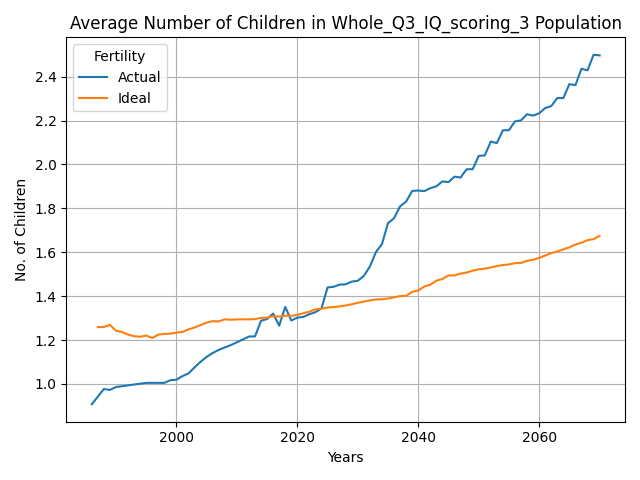 Average Number of Children in Whole_Q3_IQ_scoring_3 Population
Fertility
Actual
Ideal
No. of Children
2.4
2.2
2.0
1.8
1.6
1.4
1.2
1.0
2000 2020 2040 2060
Years